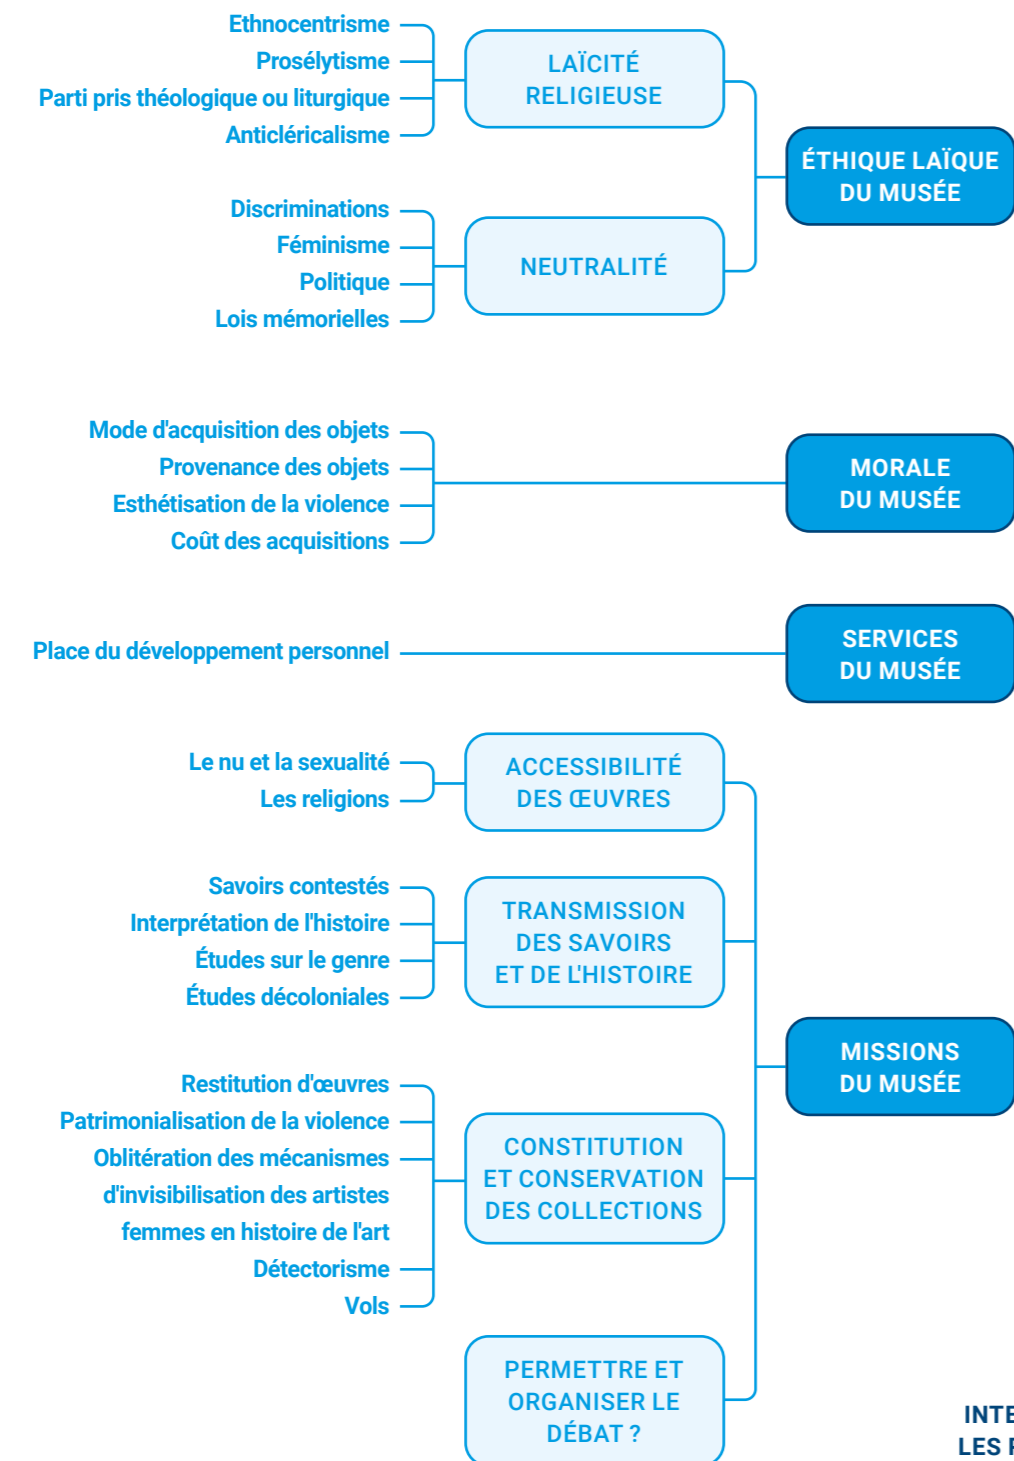 Ethnocentrisme
Prosélytisme
Parti pris théologique ou liturgique
Anticléricalisme
LAÏCITÉ
RELIGIEUSE
Discriminations
Féminisme
Politique
Lois mémorielles
NEUTRALITÉ
ÉTHIQUE LAÏQUE
DU MUSÉE
Mode d'acquisition des objets
Provenance des objets
Esthétisation de la violence
Coût des acquisitions
MORALE
DU MUSÉE
Place du développement personnel
SERVICES
DU MUSÉE
Le nu et la sexualité
Les religions
ACCESSIBILITÉ
DES ŒUVRES
Savoirs contestés
Interprétation de l'histoire
Études sur le genre
Études décoloniales
TRANSMISSION
DES SAVOIRS
ET DE L'HISTOIRE
Restitution d'œuvres
Patrimonialisation de la violence
Oblitération des mécanismes
d'invisibilisation des artistes
femmes en histoire de l'art
Détectorisme
Vols
CONSTITUTION
ET CONSERVATION
DES COLLECTIONS
PERMETTRE ET
ORGANISER LE
DÉBAT ?
MISSIONS
DU MUSÉE
LES